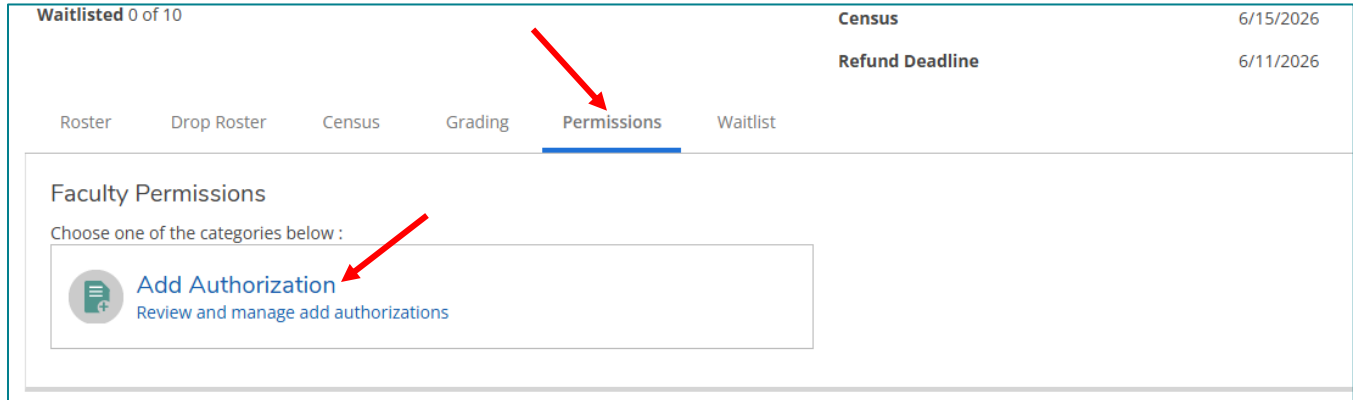 Waitlisted 0 of 10
Census 6/15/2026
Refund Deadline 6/11/2026
Roster Drop Roster Census Grading Permissions Waitlist
Faculty Permissions
Choose one of the categories below :
Add Authorization
Review and manage add authorizations